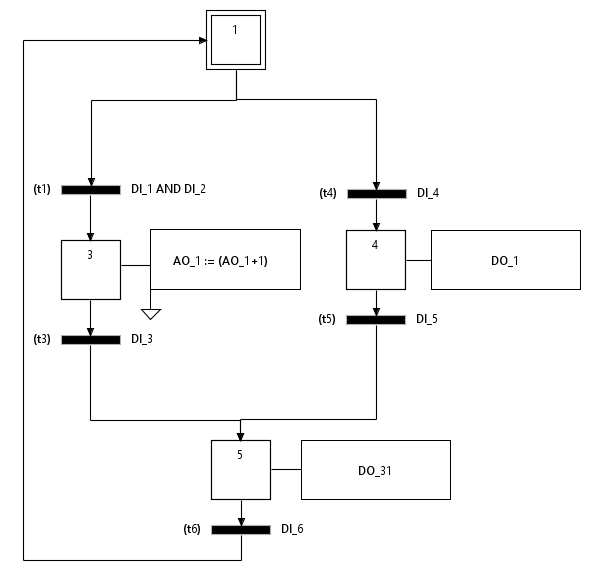 1
(t1) DI_1 AND DI_2
(t4) DI_4
3
AO_1 := (AO_1+1)
4
DO_1
(t3) DI_3
(t5) DI_5
5
DO_31
(t6) DI_6